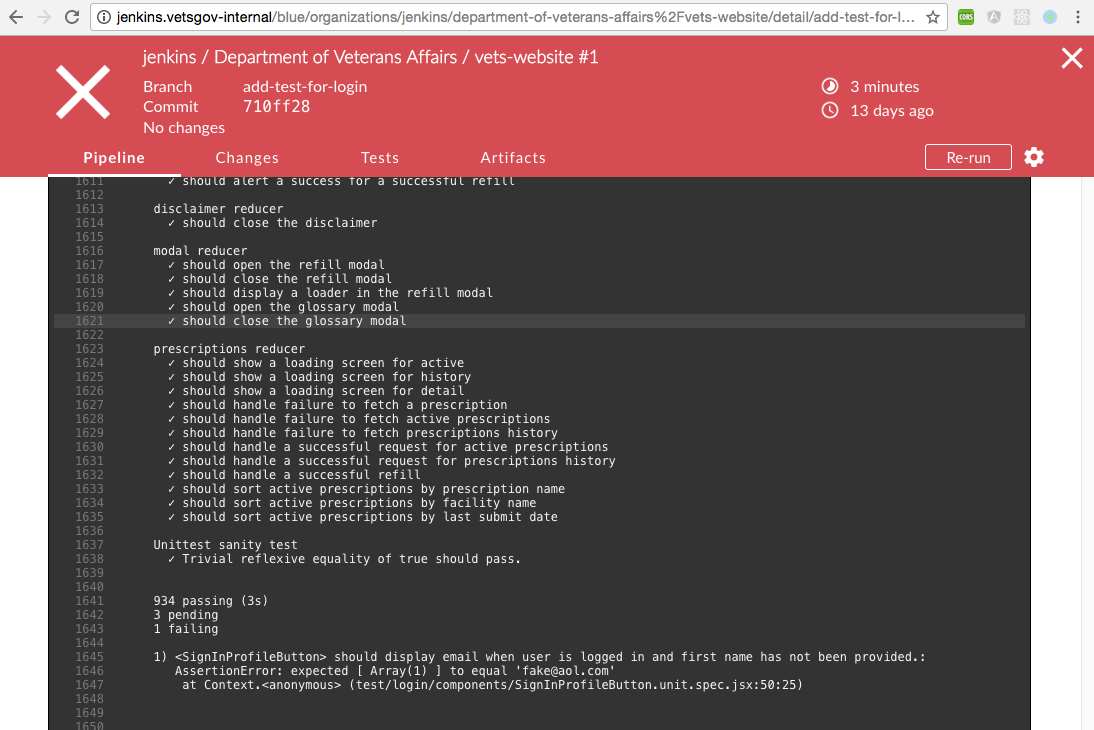 jenkins.vetsgov-internal/blue/organizations/jenkins/department-of-veterans-affairs%2Fvets-website/detail/add-test-for-l...
CORS
jenkins / Department of Veterans Affairs / vets-website #1
Branch add-test-for-login
Commit 710ff28
No changes
3 minutes
13 days ago
Pipeline Changes Tests Artifacts Re-run
1611 ✓ should alert a success for a successful refill
1612
1613 disclaimer reducer
1614 ✓ should close the disclaimer
1615
1616 modal reducer
1617 ✓ should open the refill modal
1618 ✓ should close the refill modal
1619 ✓ should display a loader in the refill modal
1620 ✓ should open the glossary modal
1621 ✓ should close the glossary modal
1622
1623 prescriptions reducer
1624 ✓ should show a loading screen for active
1625 ✓ should show a loading screen for history
1626 ✓ should show a loading screen for detail
1627 ✓ should handle failure to fetch a prescription
1628 ✓ should handle failure to fetch active prescriptions
1629 ✓ should handle failure to fetch prescriptions history
1630 ✓ should handle a successful request for active prescriptions
1631 ✓ should handle a successful request for prescriptions history
1632 ✓ should handle a successful refill
1633 ✓ should sort active prescriptions by prescription name
1634 ✓ should sort active prescriptions by facility name
1635 ✓ should sort active prescriptions by last submit date
1636
1637 Unittest sanity test
1638 ✓ Trivial reflexive equality of true should pass.
1639
1640
1641 934 passing (3s)
1642 3 pending
1643 1 failing
1644
1645 1) <SignInProfileButton> should display email when user is logged in and first name has not been provided.:
1646 AssertionError: expected [ Array(1) ] to equal 'fake@aol.com'
1647 at Context.<anonymous> (test/login/components/SignInProfileButton.unit.spec.jsx:50:25)
1648
1649
1650